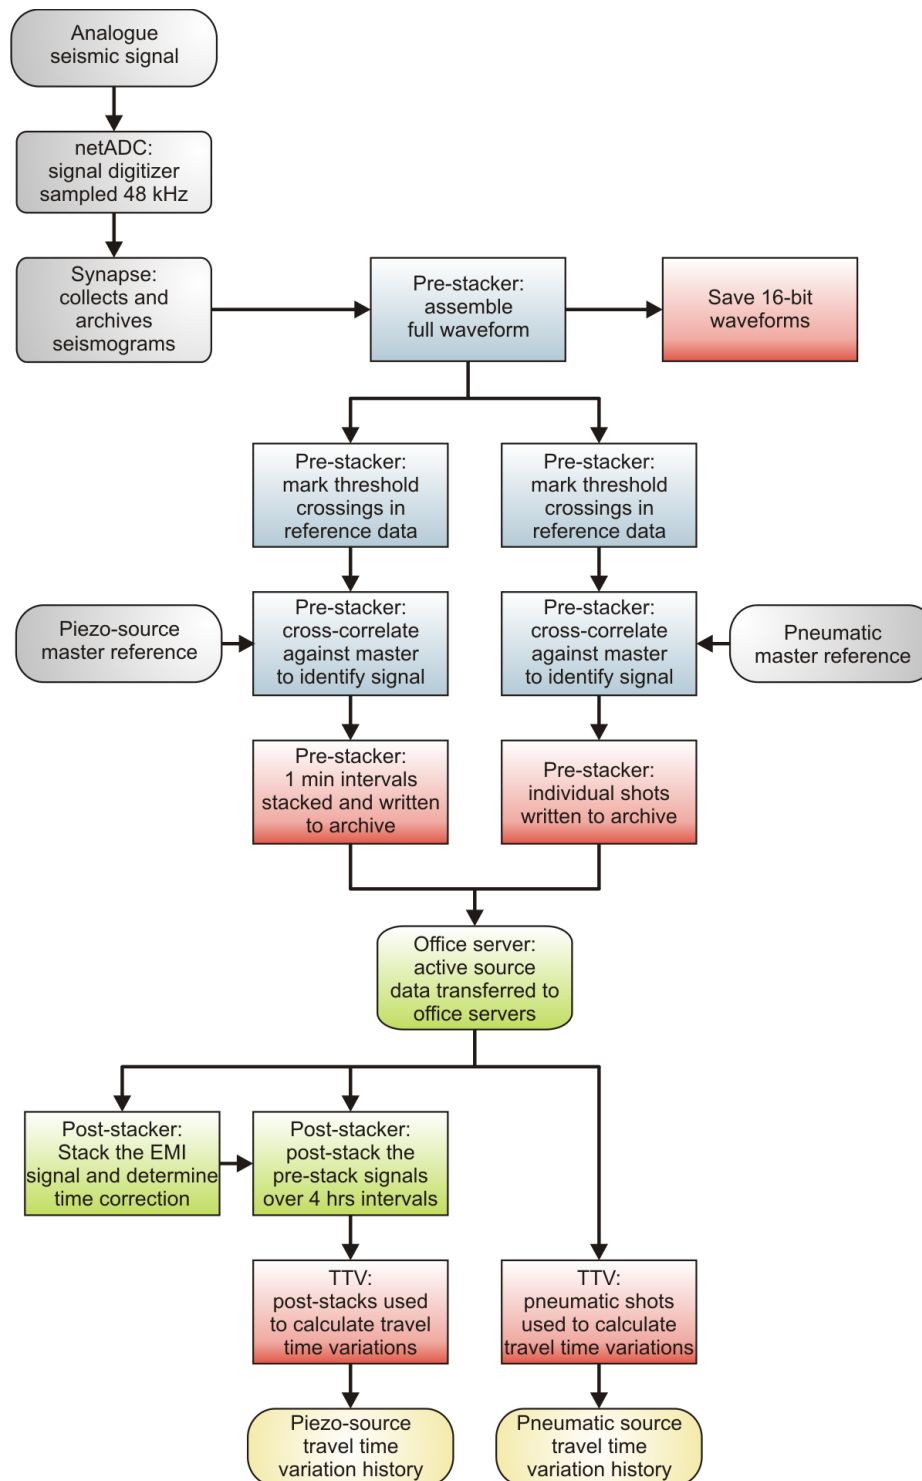 Analogue
seismic signal
netADC:
signal digitizer
sampled 48 kHz
Synapse:
collects and
archives
seismograms
Pre-stacker:
assemble
full waveform
Save 16-bit
waveforms
Pre-stacker:
mark threshold
crossings in
reference data
Pre-stacker:
mark threshold
crossings in
reference data
Piezo-source
master reference
Pre-stacker:
cross-correlate
against master
to identify signal
Pre-stacker:
cross-correlate
against master
to identify signal
Pneumatic
master reference
Pre-stacker:
1 min intervals
stacked and written
to archive
Pre-stacker:
individual shots
written to archive
Office server:
active source
data transferred to
office servers
Post-stacker:
Stack the EMI
signal and determine
time correction
Post-stacker:
post-stack the
pre-stack signals
over 4 hrs intervals
TTV:
post-stacks used
to calculate travel
time variations
TTV:
pneumatic shots
used to calculate
travel time variations
Piezo-source
travel time
variation history
Pneumatic source
travel time
variation history